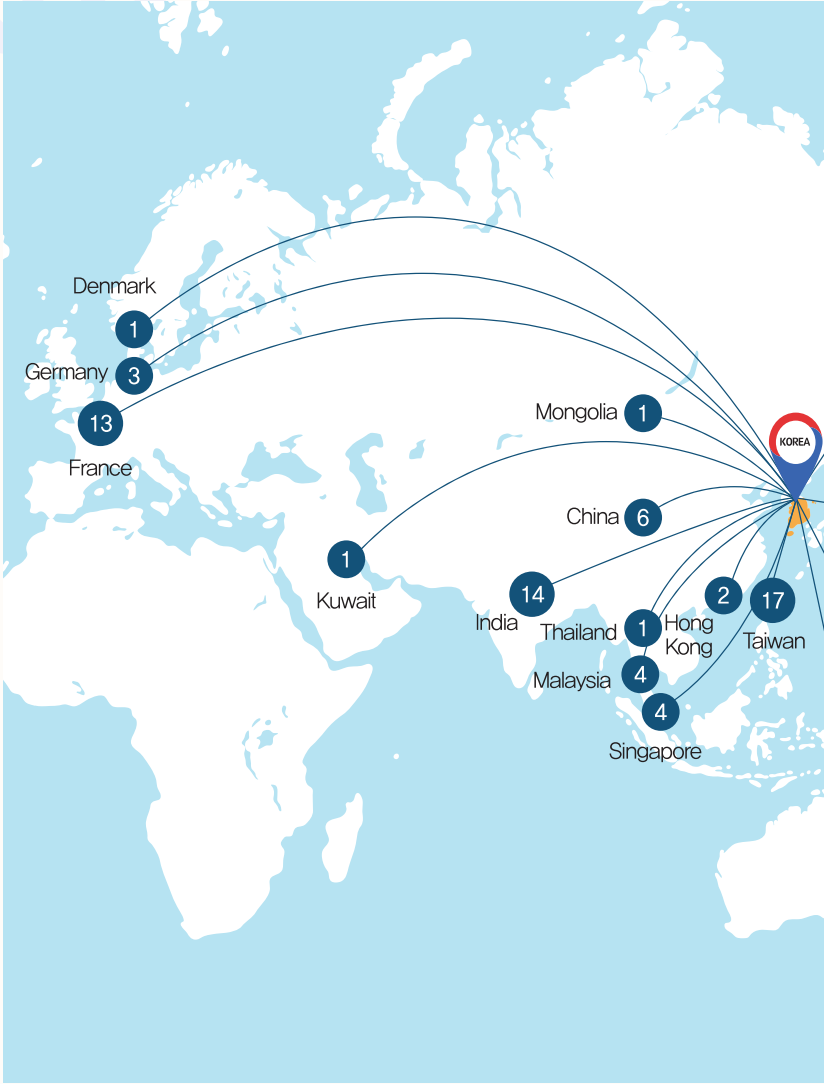 Denmark
1
Germany
3
13
France
Mongolia
1
KOREA
China
6
1
Kuwait
14
India
Thailand
1
Hong
Kong
2
17
Taiwan
Malaysia
4
4
Singapore